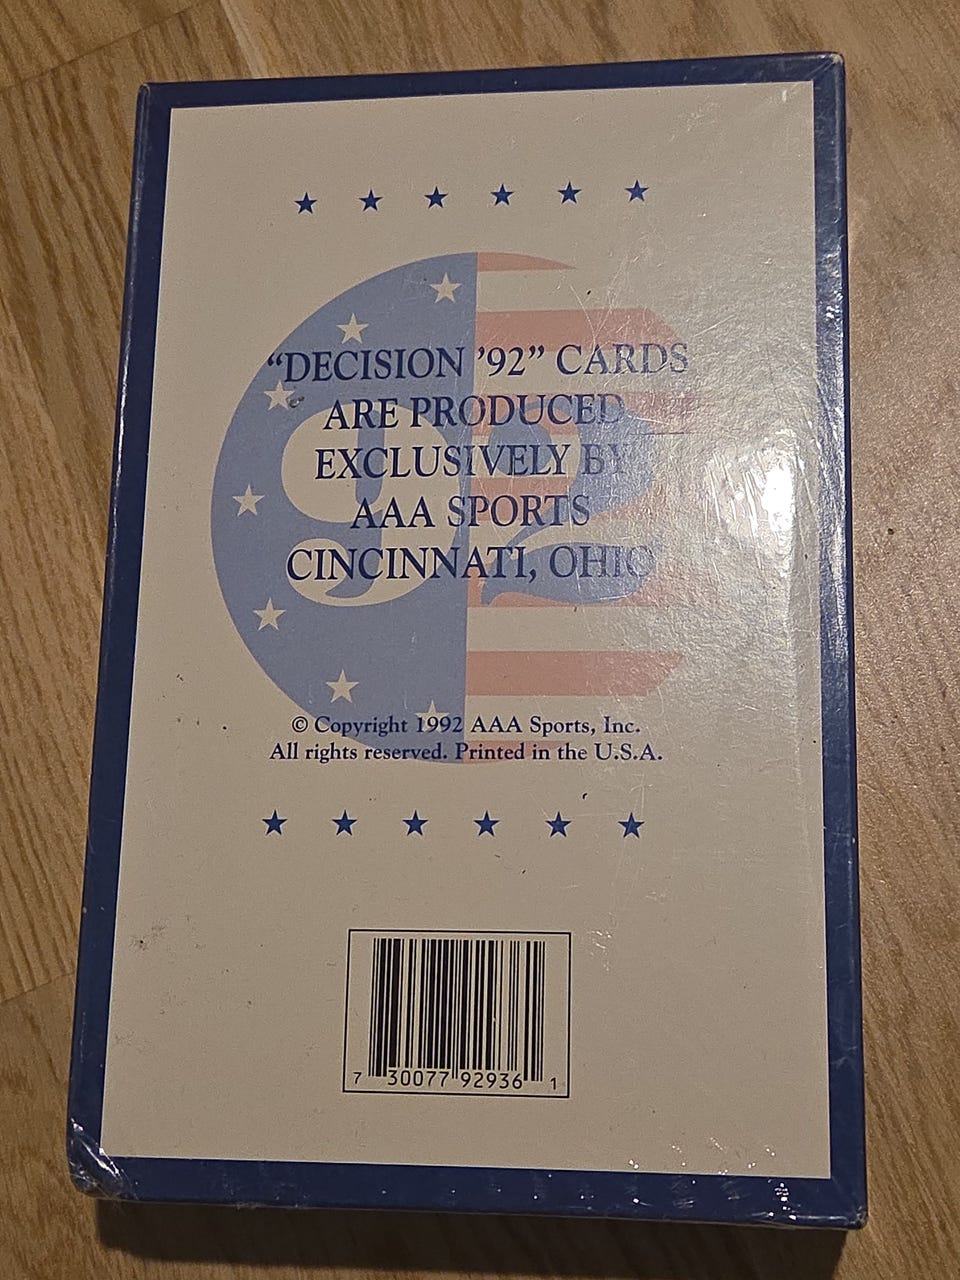 “DECISION ’92” CARDS
ARE PRODUCED
EXCLUSIVELY BY
AAA SPORTS
CINCINNATI, OHIO
92
© Copyright 1992 AAA Sports, Inc.
All rights reserved. Printed in the U.S.A.
7 30077 92936 1